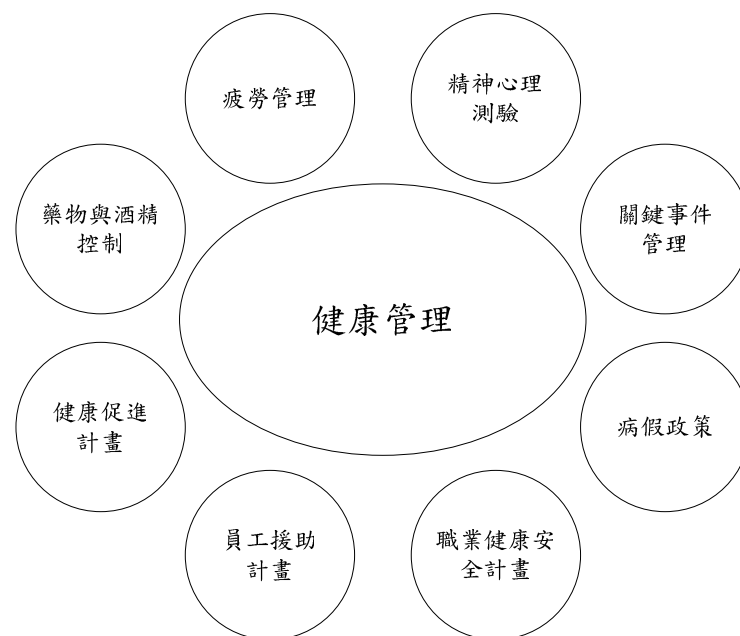 疲勞管理
精神心理
測驗
藥物與酒精
控制
關鍵事件
管理
健康管理
健康促進
計畫
病假政策
員工援助
計畫
職業健康安
全計畫